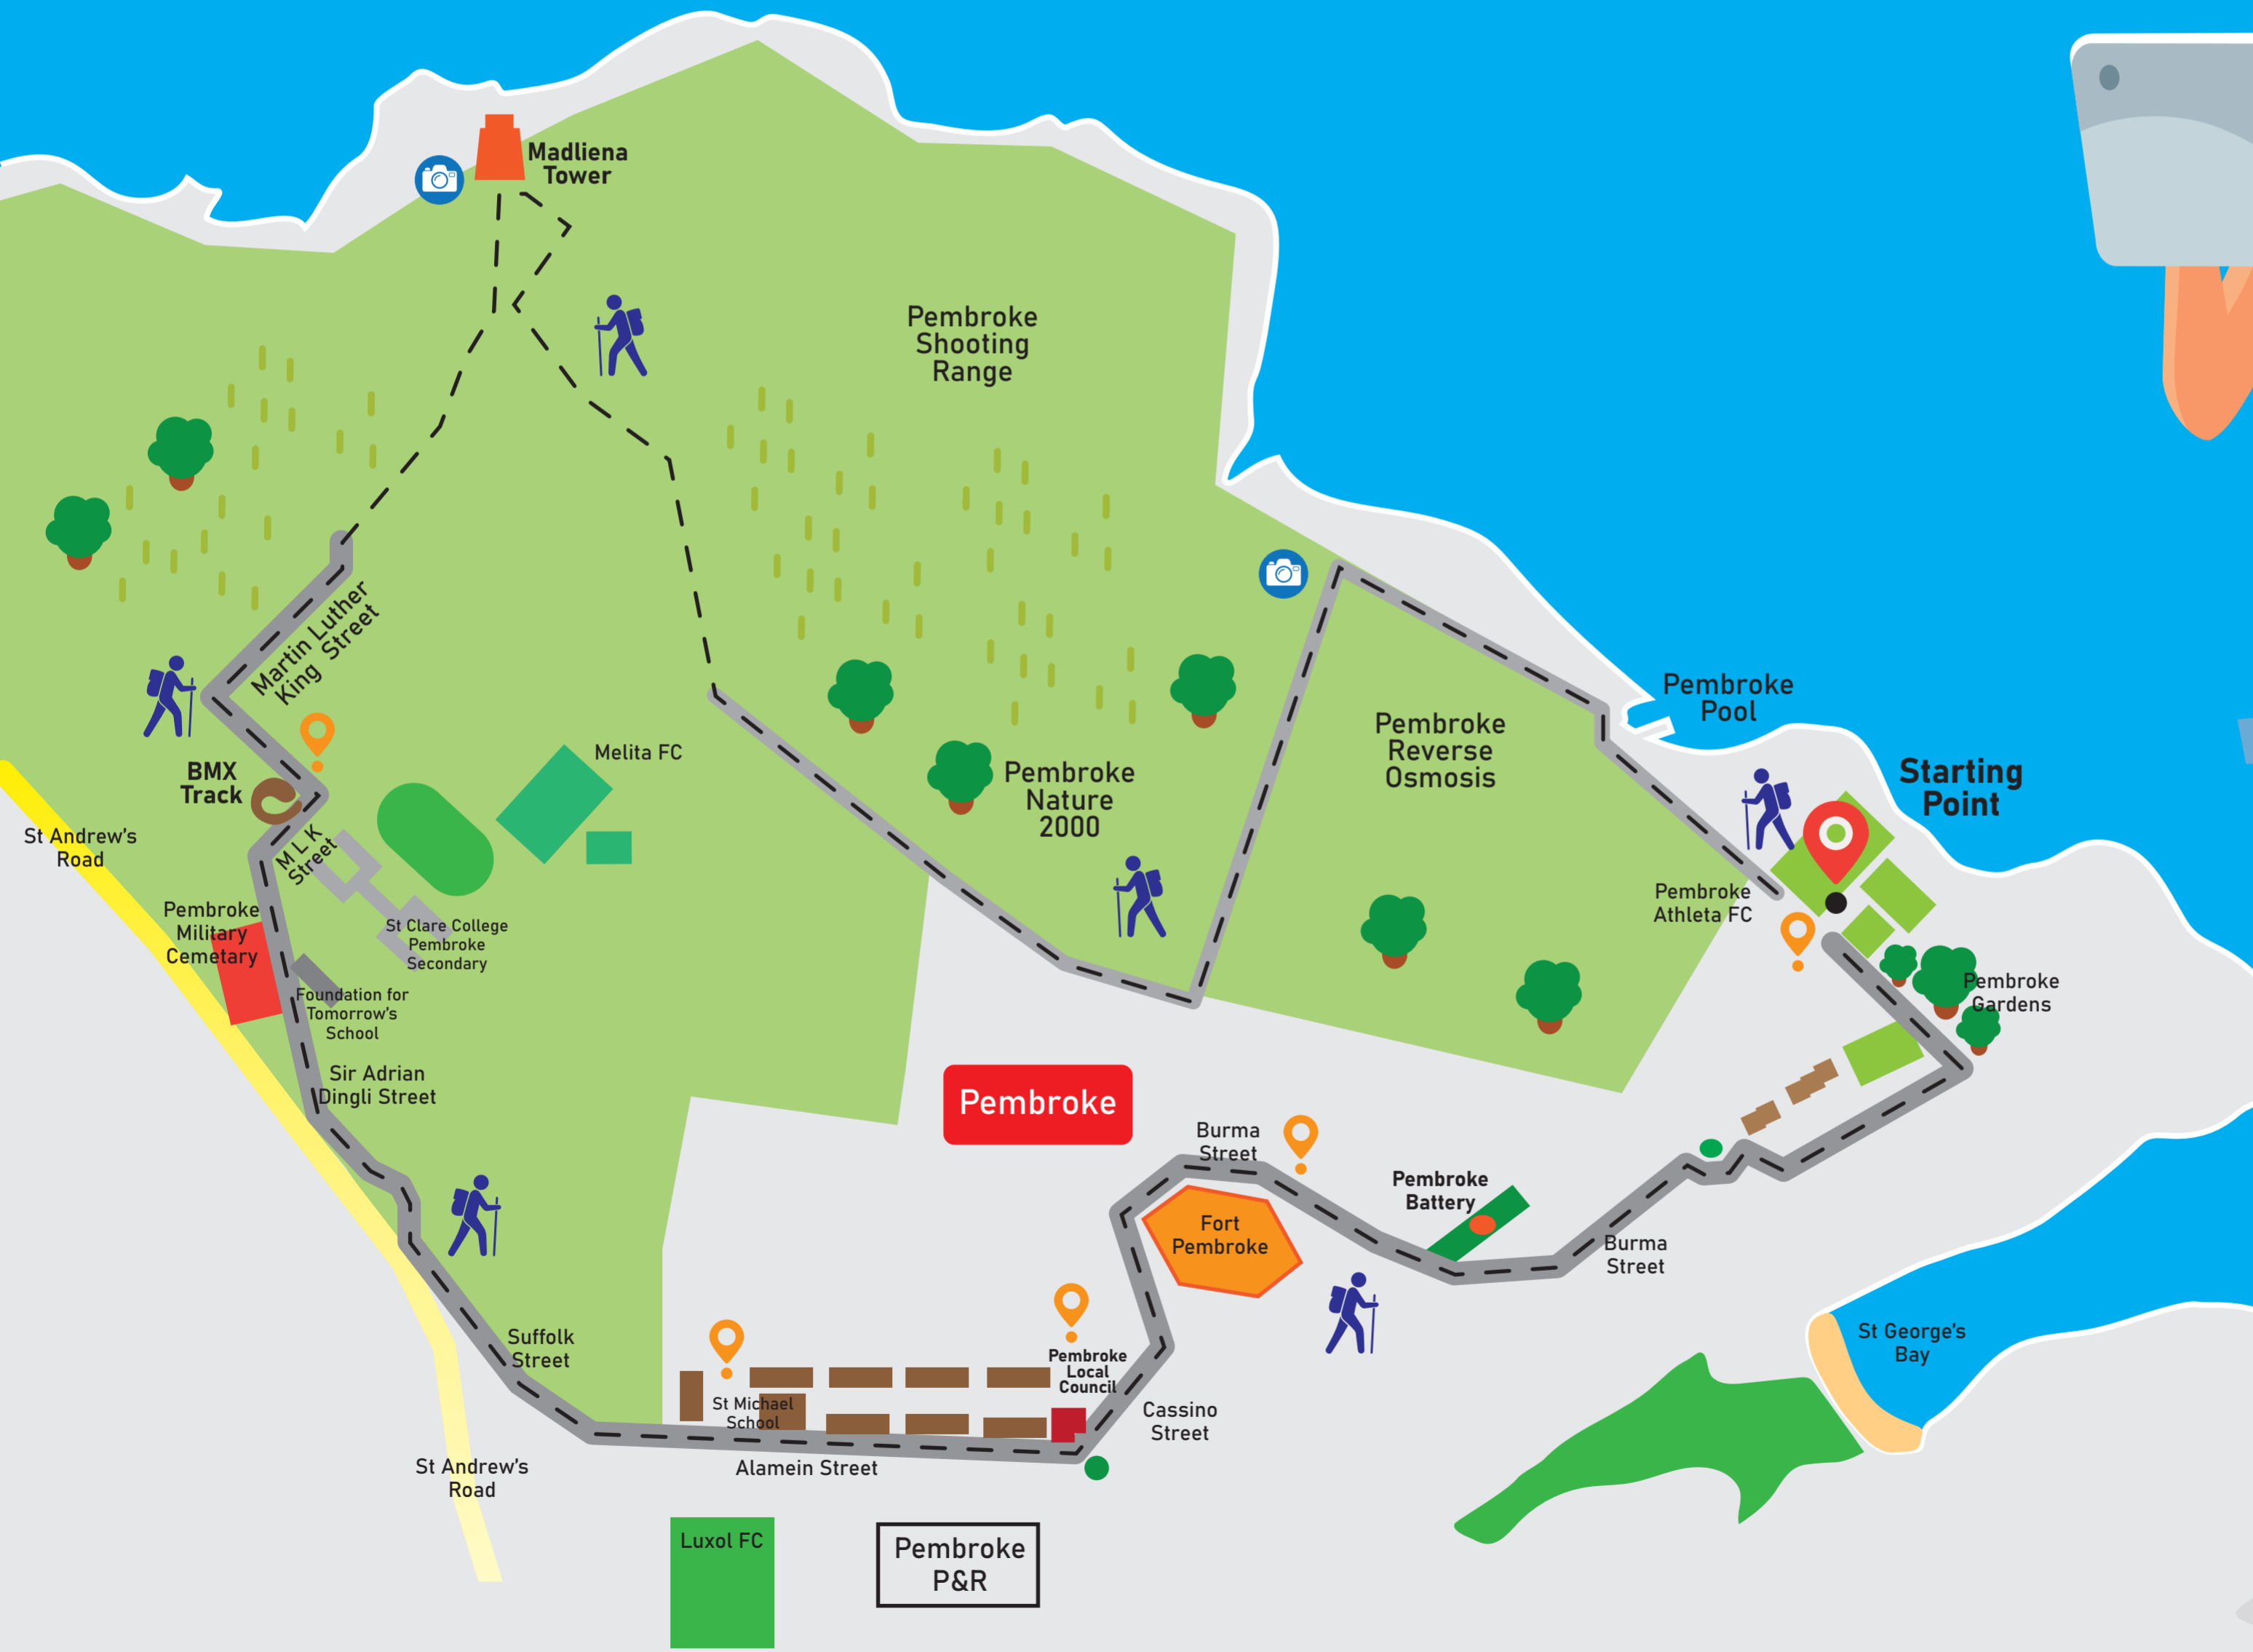 Madliena
Tower
Pembroke
Shooting
Range
Martin Luther
King Street
Pembroke
Pool
Pembroke
Reverse
Osmosis
Melita FC
BMX
Track
Pembroke
Nature
2000
Starting
Point
St Andrew's
Road
M L K
Street
Pembroke
Athleta FC
Pembroke
Military
Cemetary
St Clare College
Pembroke
Secondary
Pembroke
Gardens
Foundation for
Tomorrow's
School
Sir Adrian
Dingli Street
Pembroke
Burma
Street
Pembroke
Battery
Fort
Pembroke
Burma
Street
Suffolk
Street
St George's
Bay
Pembroke
Local
Council
St Michael
School
Cassino
Street
St Andrew's
Road
Alamein Street
Luxol FC
Pembroke
P&R